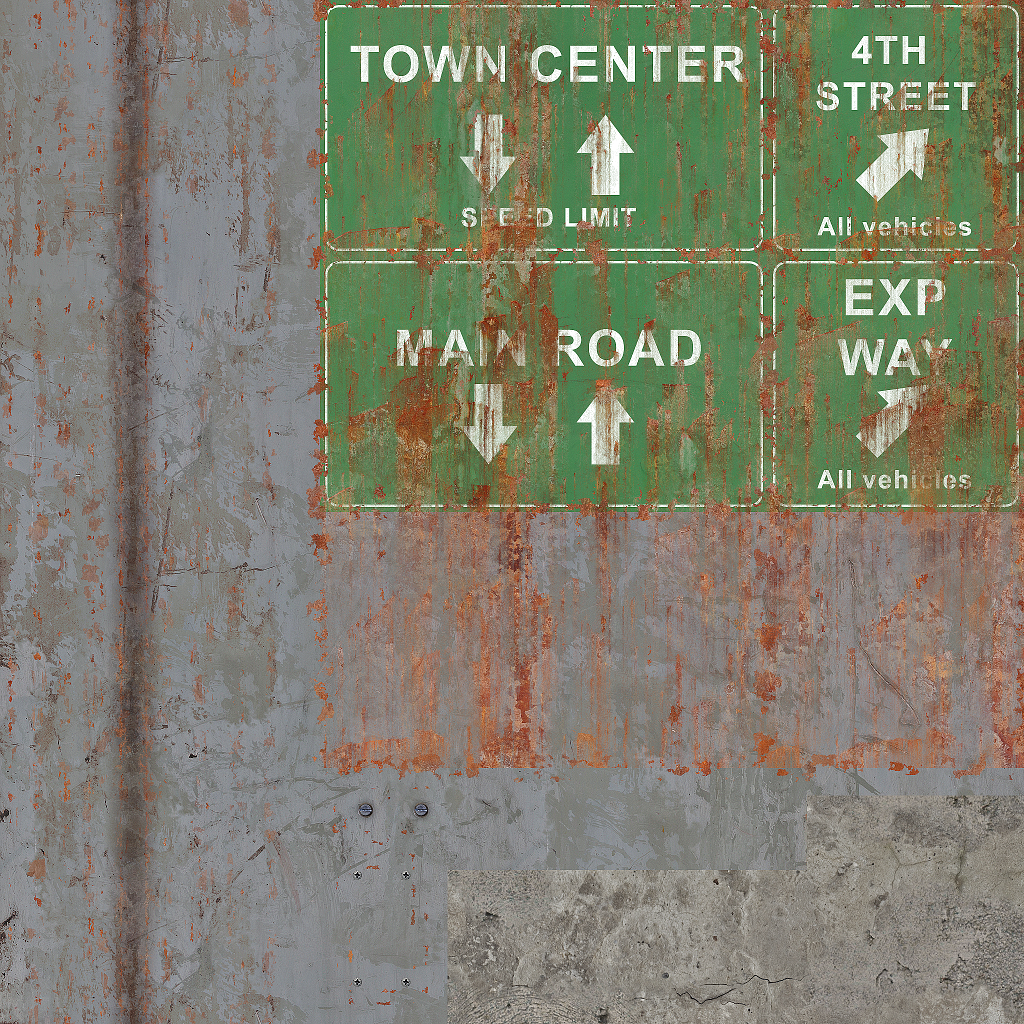 TOWN CENTER
SPEED LIMIT
4TH
STREET
All vehicles
MAIN ROAD
EXP
WAY
All vehicles